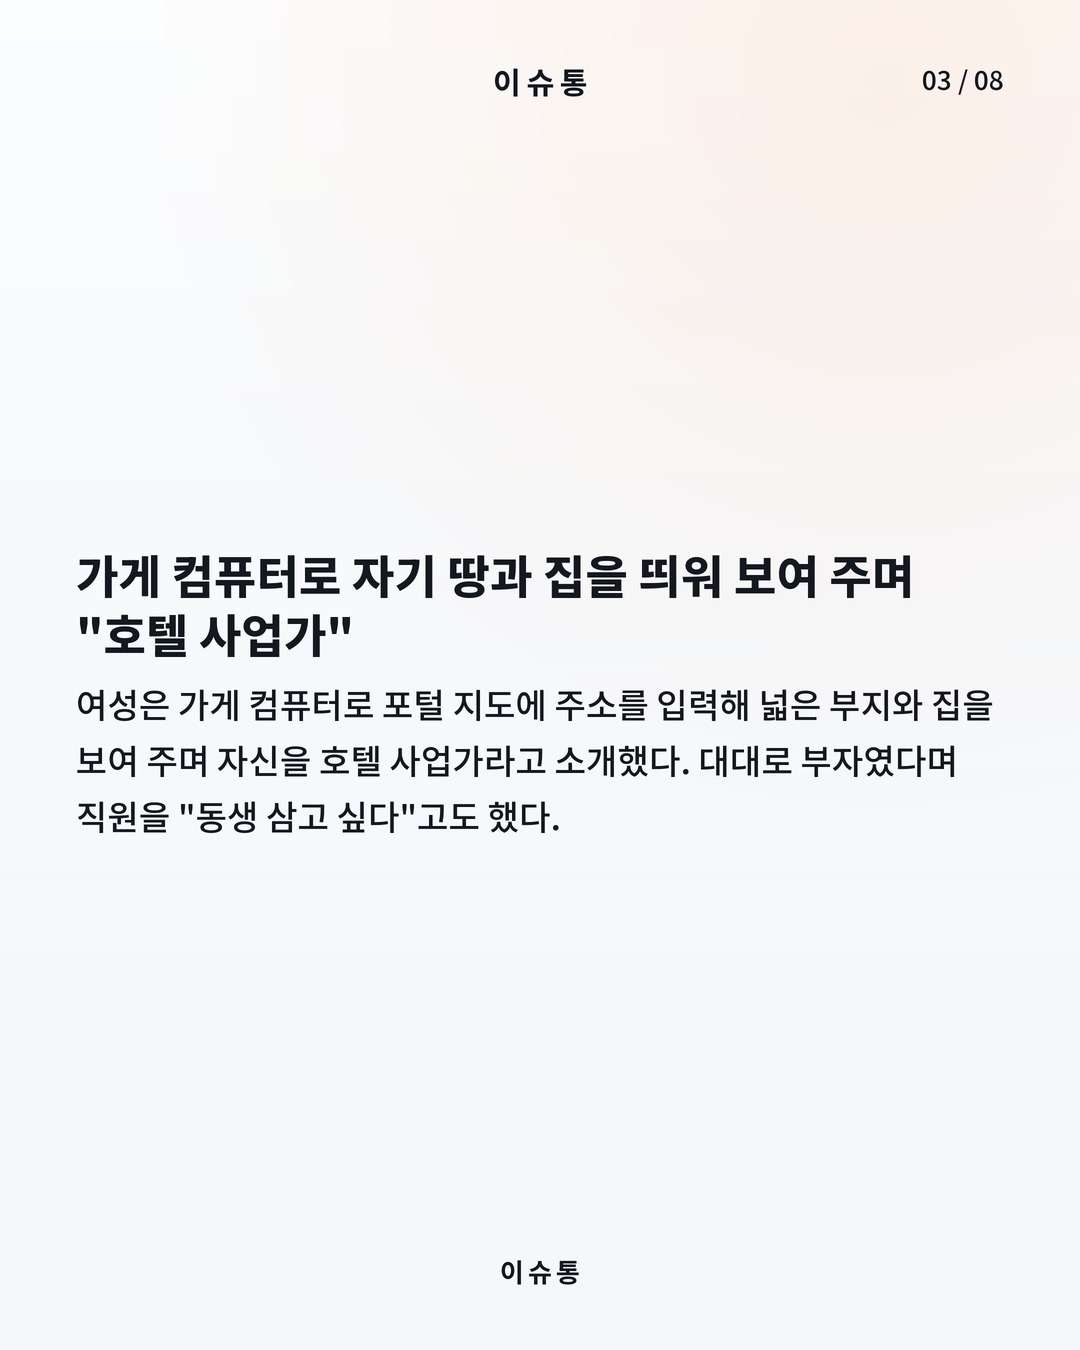 이슈통
03 / 08
가게 컴퓨터로 자기 땅과 집을 띄워 보여 주며
"호텔 사업가"
여성은 가게 컴퓨터로 포털 지도에 주소를 입력해 넓은 부지와 집을
보여 주며 자신을 호텔 사업가라고 소개했다. 대대로 부자였다며
직원을 "동생 삼고 싶다"고도 했다.
이슈통